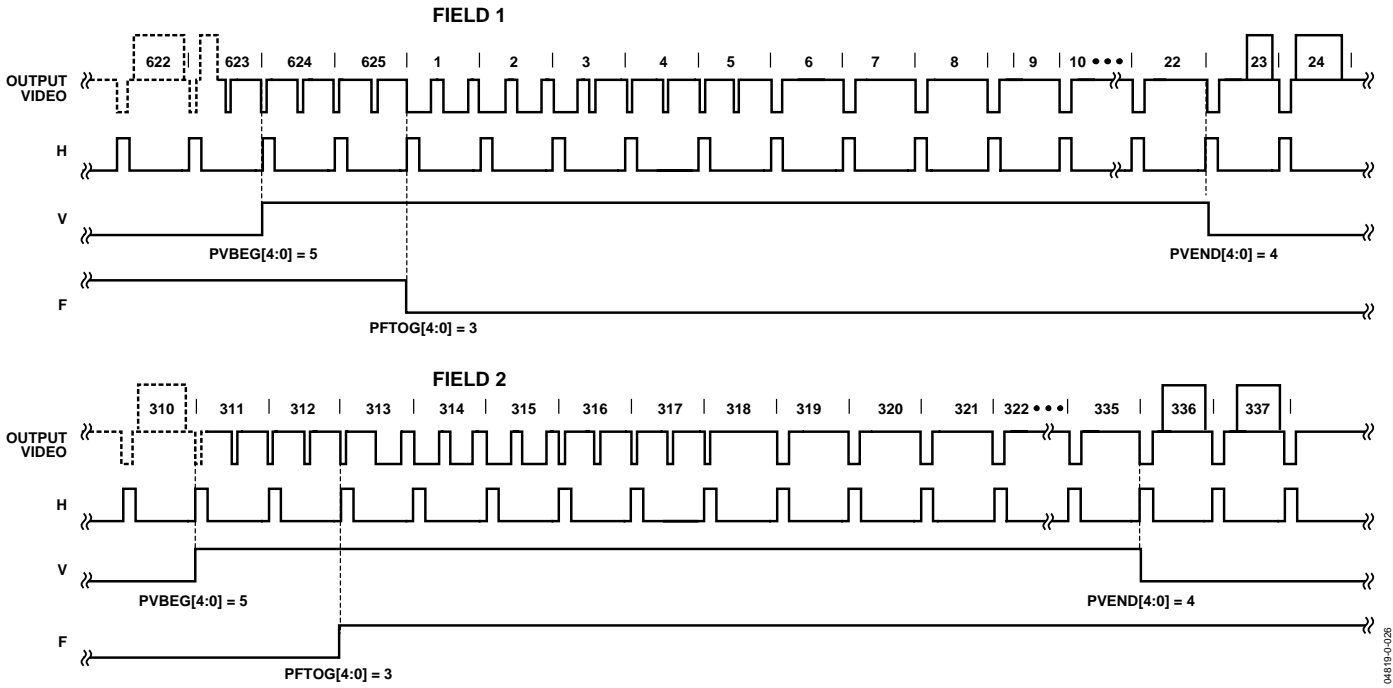 FIELD 1
622 623 624 625 1 2 3 4 5 6 7 8 9 10 ••• 22 23 24
OUTPUT
VIDEO
H
V
PVBEG[4:0] = 5 PVEND[4:0] = 4
F
PFTOG[4:0] = 3
FIELD 2
310 311 312 313 314 315 316 317 318 319 320 321 322 ••• 335 336 337
OUTPUT
VIDEO
H
V
PVBEG[4:0] = 5 PVEND[4:0] = 4
F
PFTOG[4:0] = 3
04819-0-026